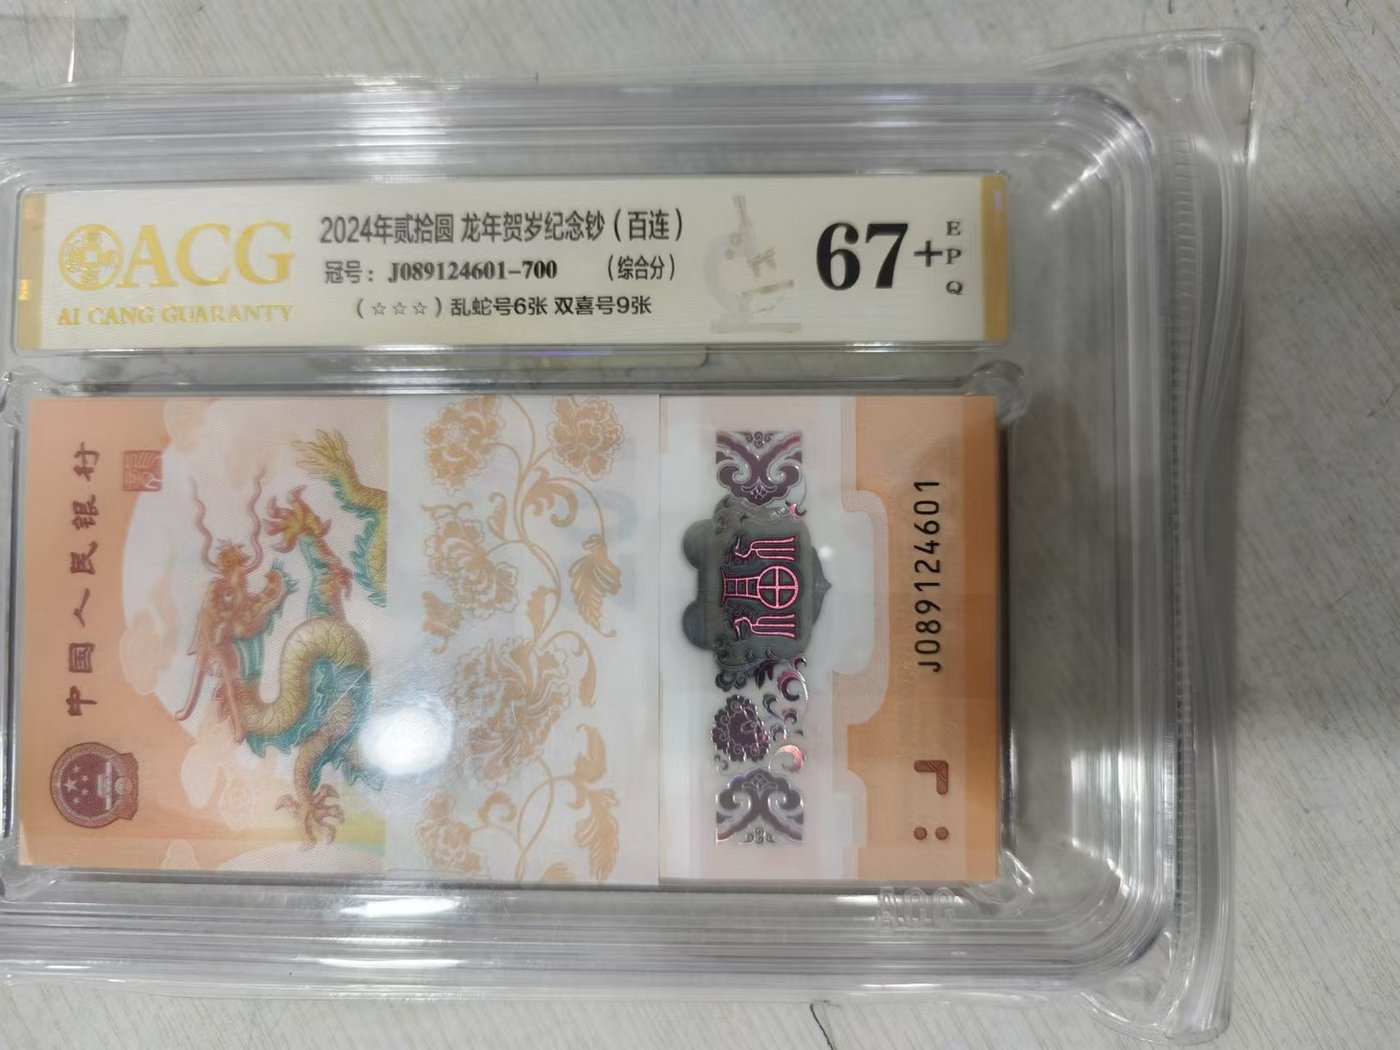 ACG
AI CANG GUARANTY
2024年贰拾圆 龙年贺岁纪念钞（百连）
冠号：J089124601-700 （综合分）
（☆☆☆）乱蛇号6张 双喜号9张
67+
EPQ
中国人民银行
J089124601
ACG